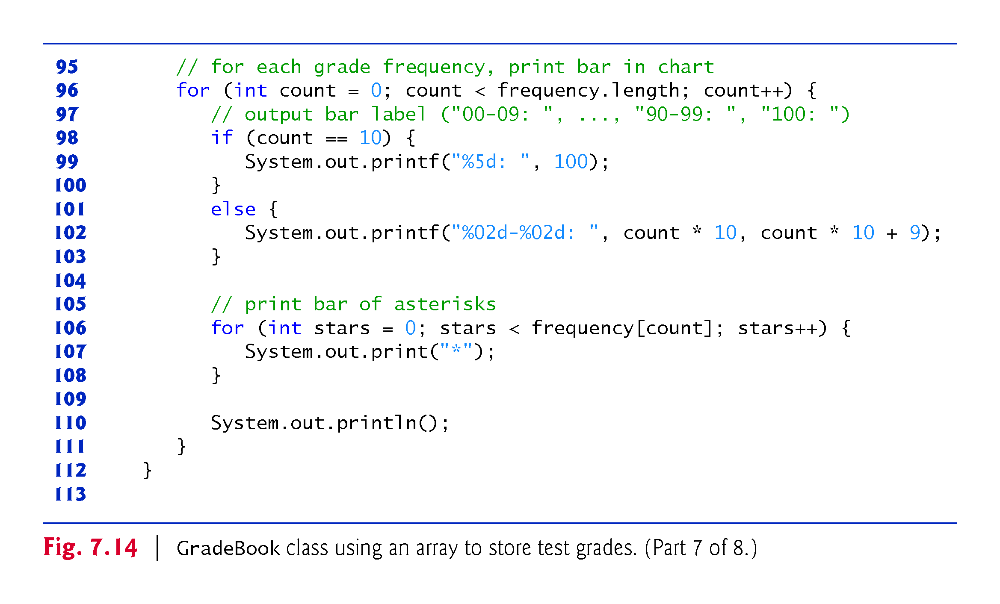 95 // for each grade frequency, print bar in chart
96 for (int count = 0; count < frequency.length; count++) {
97 // output bar label ("00-09: ", ..., "90-99: ", "100: ")
98 if (count == 10) {
99 System.out.printf("%5d: ", 100);
100 }
101 else {
102 System.out.printf("%02d-%02d: ", count * 10, count * 10 + 9);
103 }
104
105 // print bar of asterisks
106 for (int stars = 0; stars < frequency[count]; stars++) {
107 System.out.print("*");
108 }
109
110 System.out.println();
111 }
112 }
113
Fig. 7.14 | GradeBook class using an array to store test grades. (Part 7 of 8.)